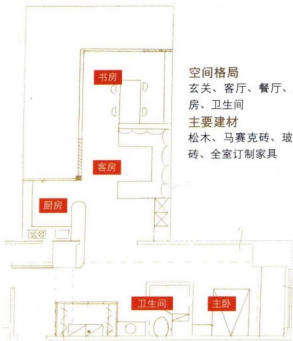 书房
空间格局
玄关、客厅、餐厅、
房、卫生间
主要建材
松木、马赛克砖、玻
砖、全室订制家具
客房
厨房
卫生间
主卧